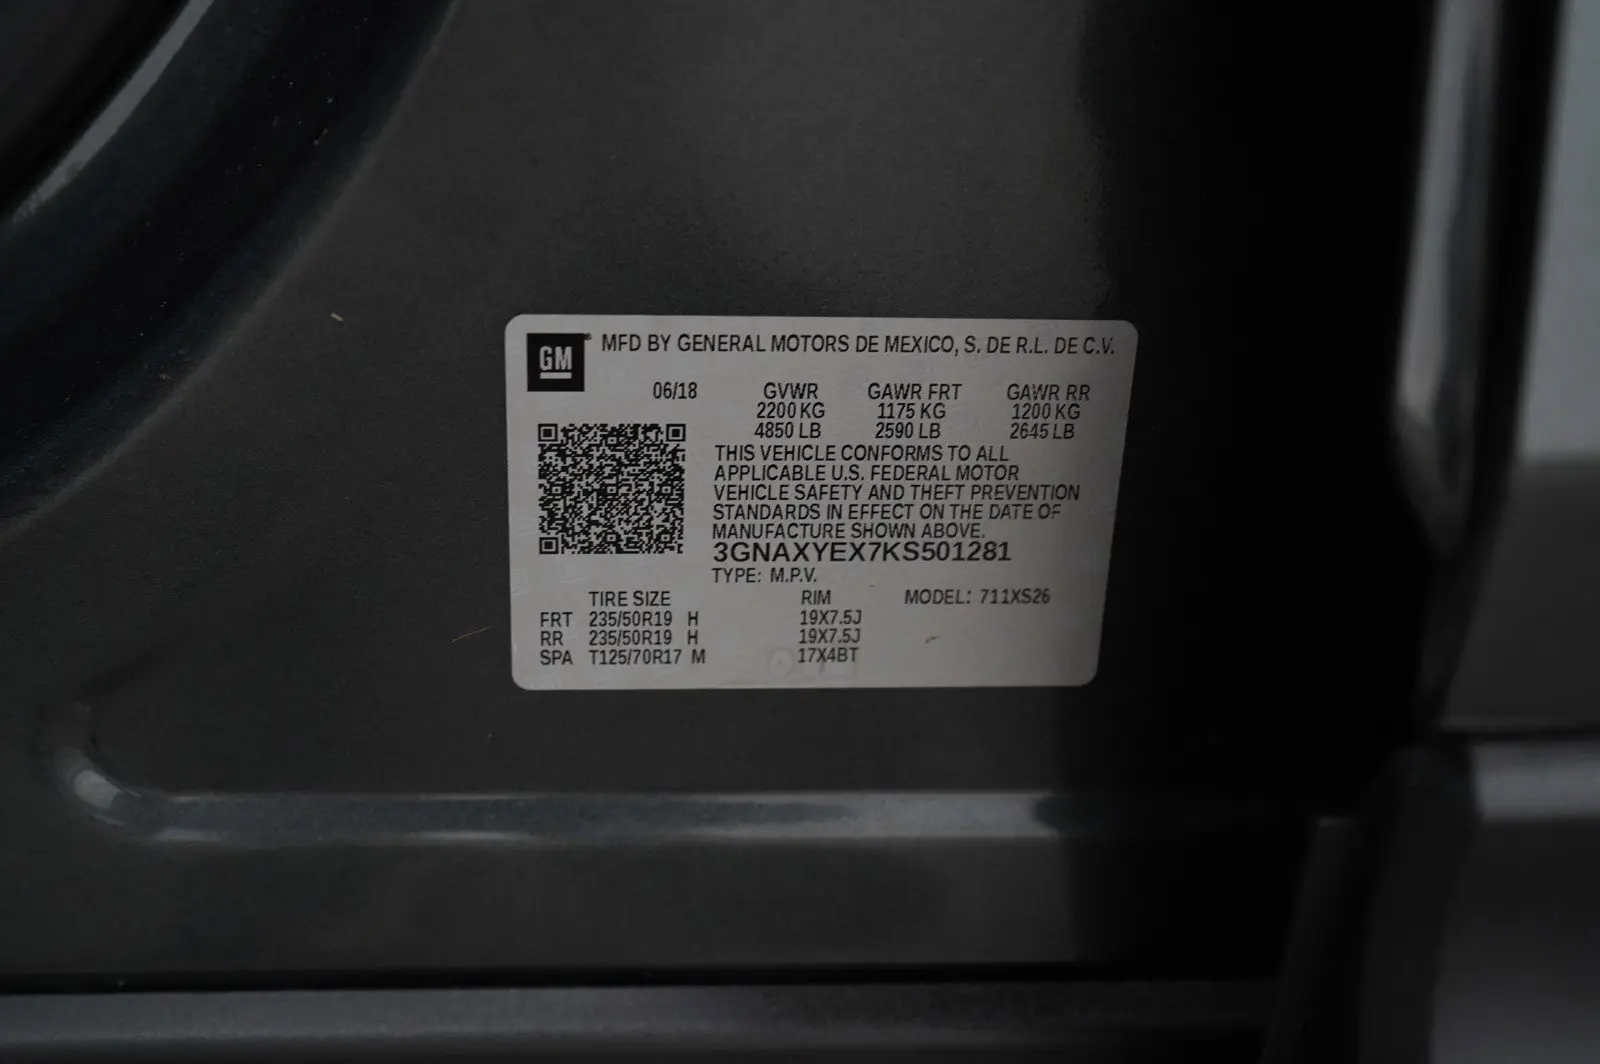 GM MFD BY GENERAL MOTORS DE MEXICO, S. DE R.L. DE C.V.
06/18 GVWR GAWR FRT GAWR RR
2200 KG 1175 KG 1200 KG
4850 LB 2590 LB 2645 LB
THIS VEHICLE CONFORMS TO ALL
APPLICABLE U.S. FEDERAL MOTOR
VEHICLE SAFETY AND THEFT PREVENTION
STANDARDS IN EFFECT ON THE DATE OF
MANUFACTURE SHOWN ABOVE.
3GNAXYEX7KS501281
TYPE: M.P.V.
TIRE SIZE RIM MODEL: 711XS26
FRT 235/50R19 H 19X7.5J
RR 235/50R19 H 19X7.5J
SPA T125/70R17 M 17X4BT